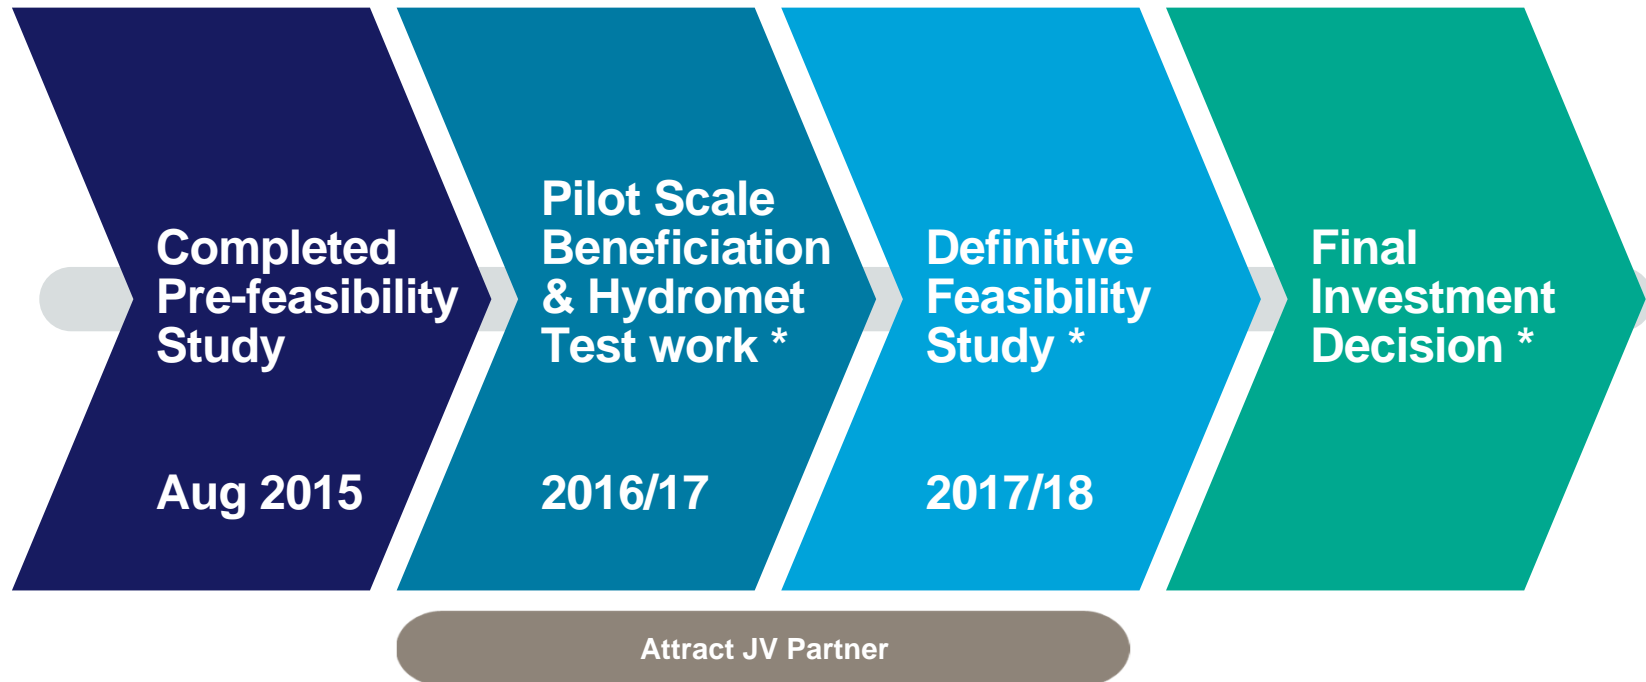 Completed
Pre-feasibility
Study
Aug 2015
Pilot Scale
Beneficiation
& Hydromet
Test work *
2016/17
Definitive
Feasibility
Study *
2017/18
Final
Investment
Decision *
Attract JV Partner